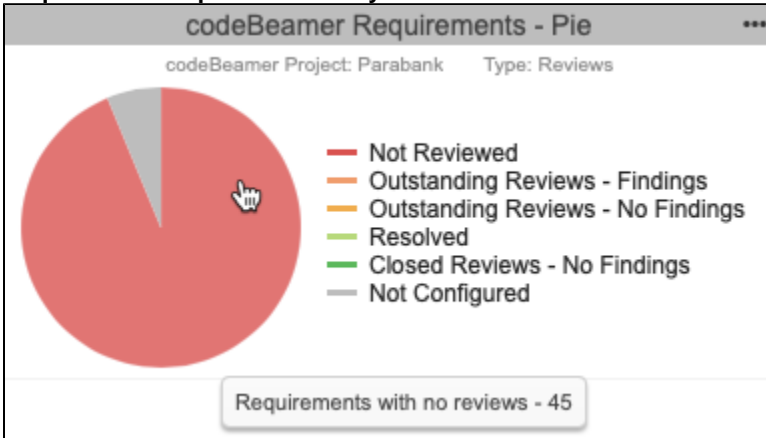 codeBeamer Requirements - Pie •••
codeBeamer Project: Parabank Type: Reviews
Not Reviewed
Outstanding Reviews - Findings
Outstanding Reviews - No Findings
Resolved
Closed Reviews - No Findings
Not Configured
Requirements with no reviews - 45